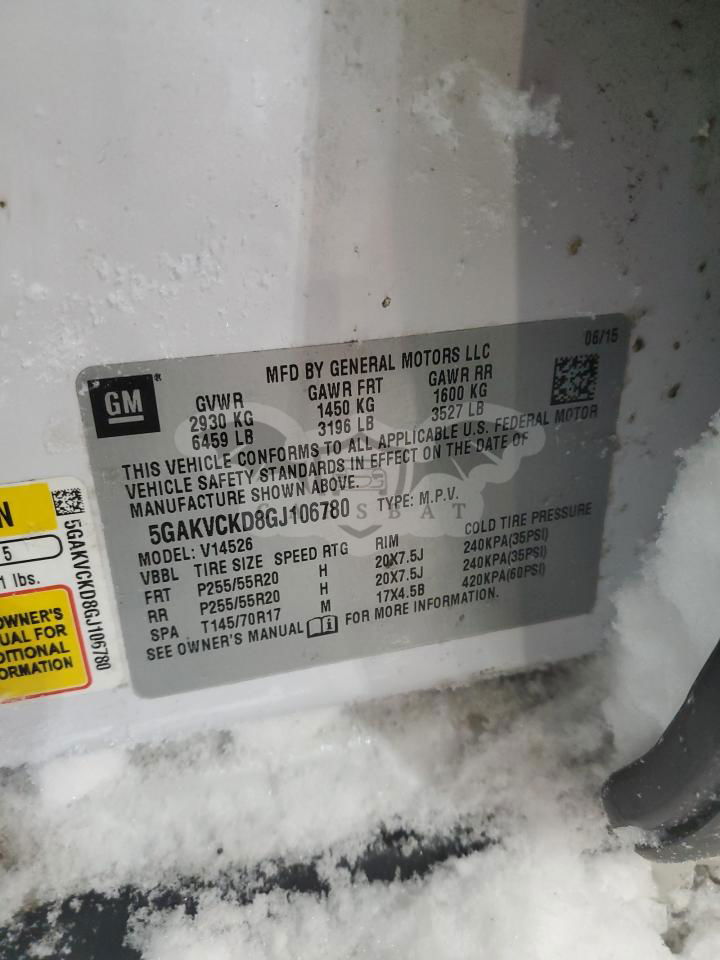 06/15
MFD BY GENERAL MOTORS LLC
GM
GVWR GAWR FRT GAWR RR
2930 KG 1450 KG 1600 KG
6459 LB 3196 LB 3527 LB
THIS VEHICLE CONFORMS TO ALL APPLICABLE U.S. FEDERAL MOTOR
VEHICLE SAFETY STANDARDS IN EFFECT ON THE DATE OF
MANUFACTURE SHOWN ABOVE.
5GAKVCKD8GJ106780 TYPE: M.P.V.
MODEL: V14526
VBBL TIRE SIZE SPEED RTG RIM COLD TIRE PRESSURE
FRT P255/55R20 H 20X7.5J 240KPA(35PSI)
RR P255/55R20 H 20X7.5J 240KPA(35PSI)
SPA T145/70R17 M 17X4.5B 420KPA(60PSI)
SEE OWNER'S MANUAL i FOR MORE INFORMATION.
N
5
1 lbs.
OWNER'S
UAL FOR
DITIONAL
ORMATION
5GAKVCKD8GJ106780